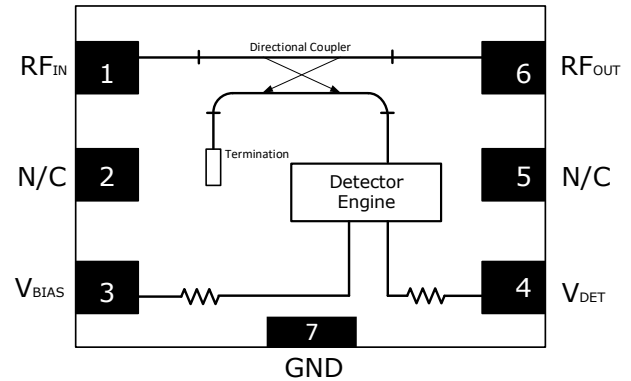 Directional Coupler
RFIN
1
6
RFOUT
Termination
N/C
2
5
N/C
Detector
Engine
VBIAS
3
4
VDET
7
GND